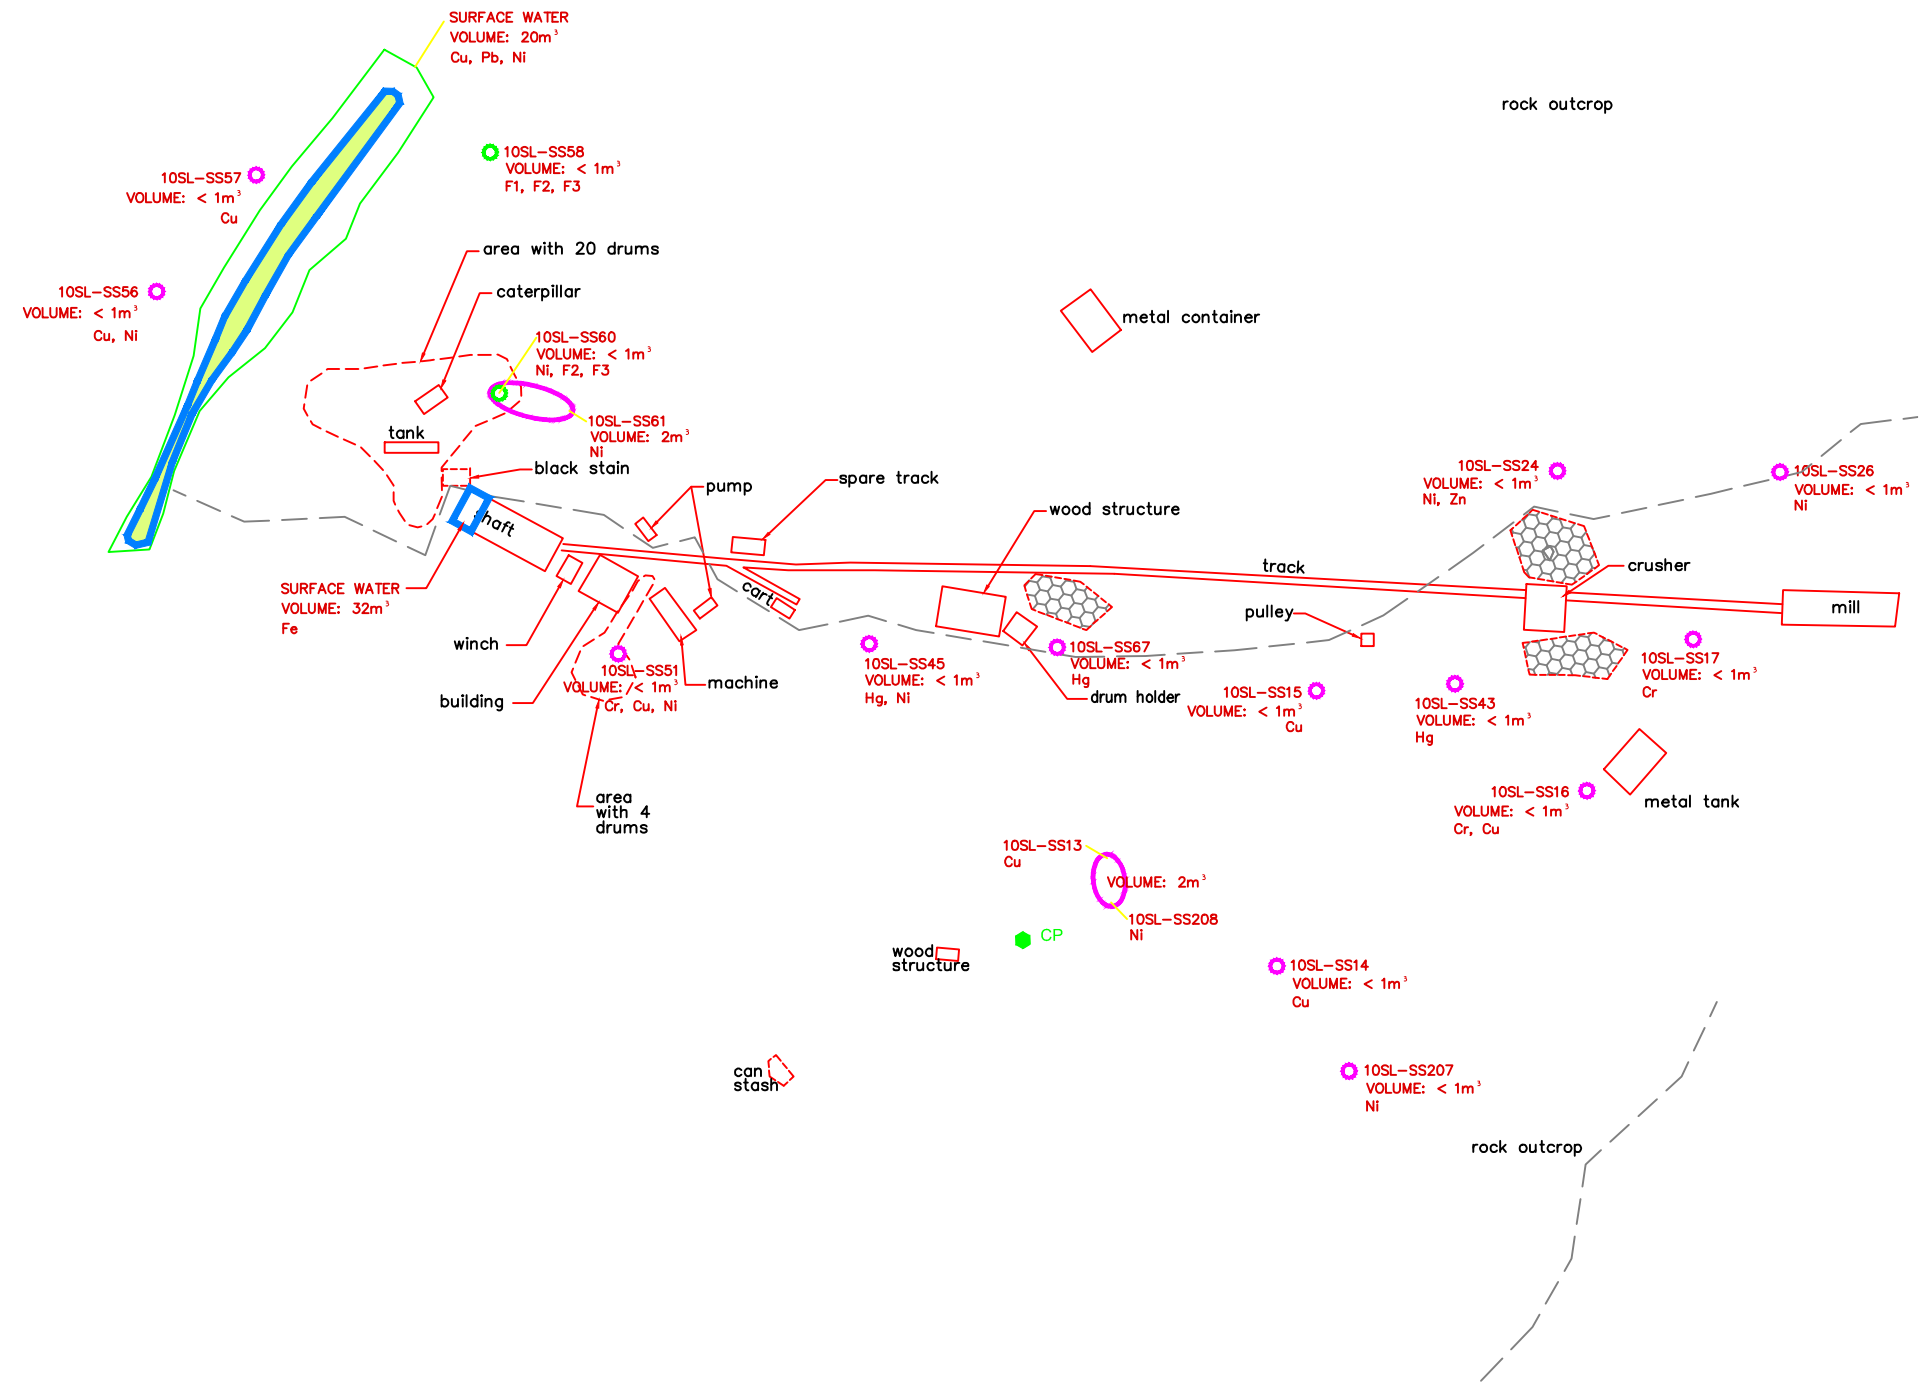 SURFACE WATER
VOLUME: 20m³
Cu, Pb, Ni
rock outcrop
10SL-SS58
VOLUME: < 1m³
F1, F2, F3
10SL-SS57
VOLUME: < 1m³
Cu
area with 20 drums
10SL-SS56
VOLUME: < 1m³
Cu, Ni
caterpillar
metal container
10SL-SS60
VOLUME: < 1m³
Ni, F2, F3
10SL-SS61
VOLUME: 2m³
Ni
tank
black stain
spare track
pump
10SL-SS24
VOLUME: < 1m³
Ni, Zn
10SL-SS26
VOLUME: < 1m³
Ni
shaft
wood structure
track
crusher
SURFACE WATER
VOLUME: 32m³
Fe
cart
pulley
mill
winch
10SL-SS51
VOLUME: < 1m³
Cr, Cu, Ni
machine
building
10SL-SS45
VOLUME: < 1m³
Hg, Ni
10SL-SS67
VOLUME: < 1m³
Hg
drum holder
10SL-SS15
VOLUME: < 1m³
Cu
10SL-SS43
VOLUME: < 1m³
Hg
10SL-SS17
VOLUME: < 1m³
Cr
area
with 4
drums
10SL-SS16
VOLUME: < 1m³
Cr, Cu
metal tank
10SL-SS13
Cu
VOLUME: 2m³
10SL-SS208
Ni
CP
wood
structure
10SL-SS14
VOLUME: < 1m³
Cu
can
stash
10SL-SS207
VOLUME: < 1m³
Ni
rock outcrop